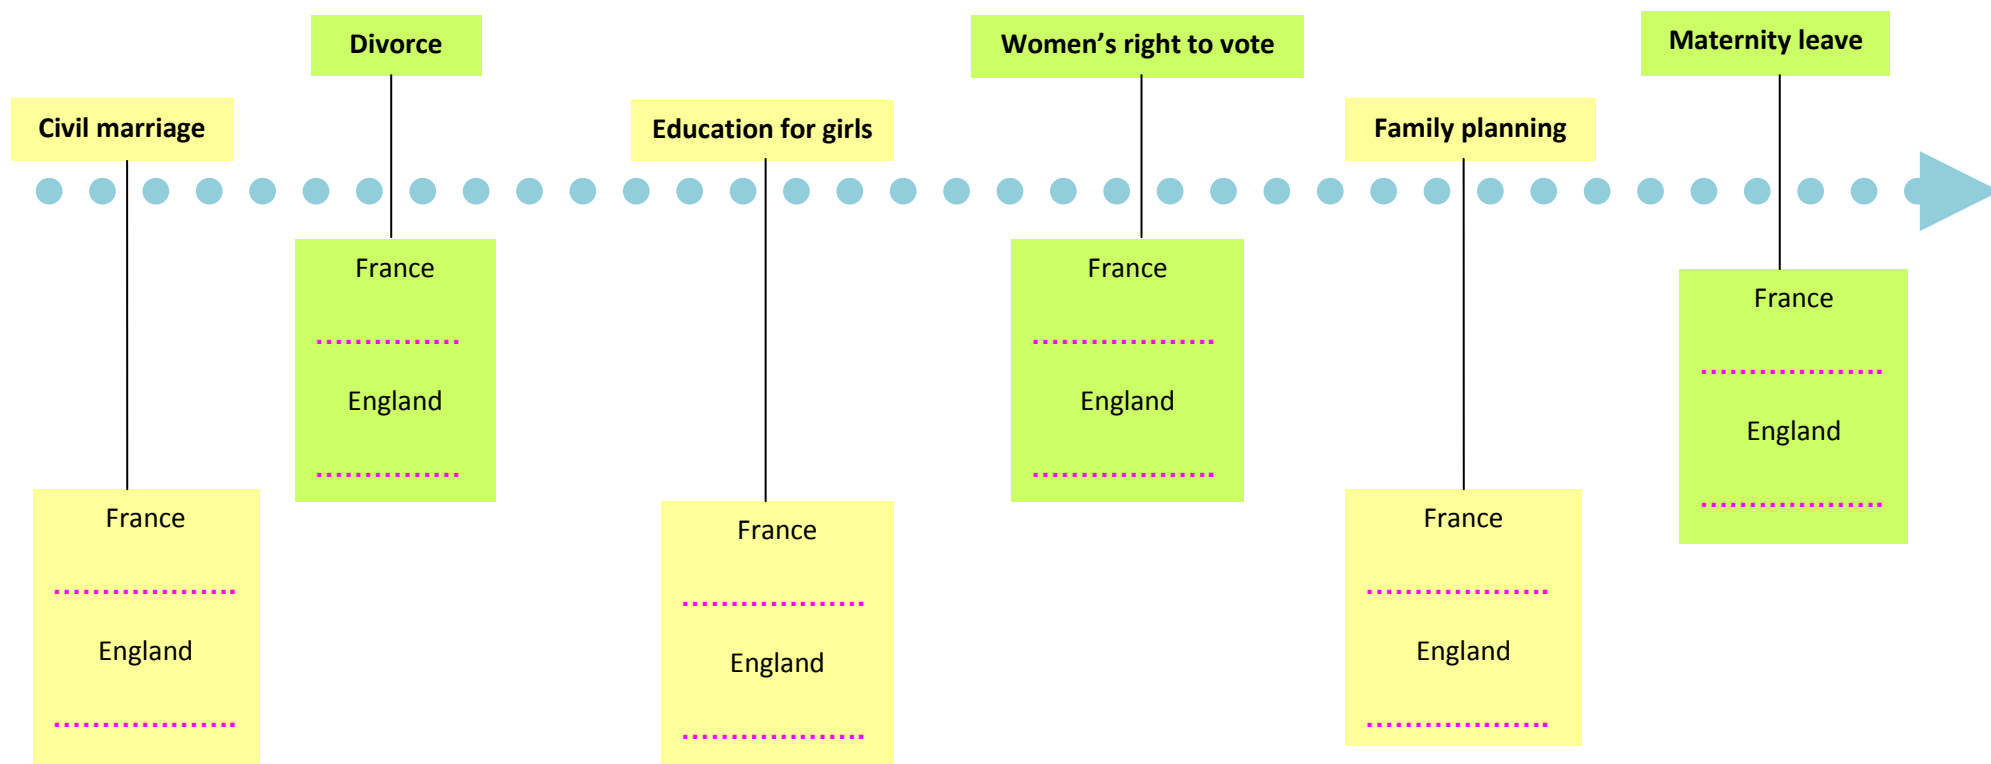 Divorce
Women's right to vote
Maternity leave
Civil marriage
Education for girls
Family planning
France
....................
England
....................
France
...............
England
...............
France
....................
England
....................
France
....................
England
....................
France
....................
England
....................
France
....................
England
....................